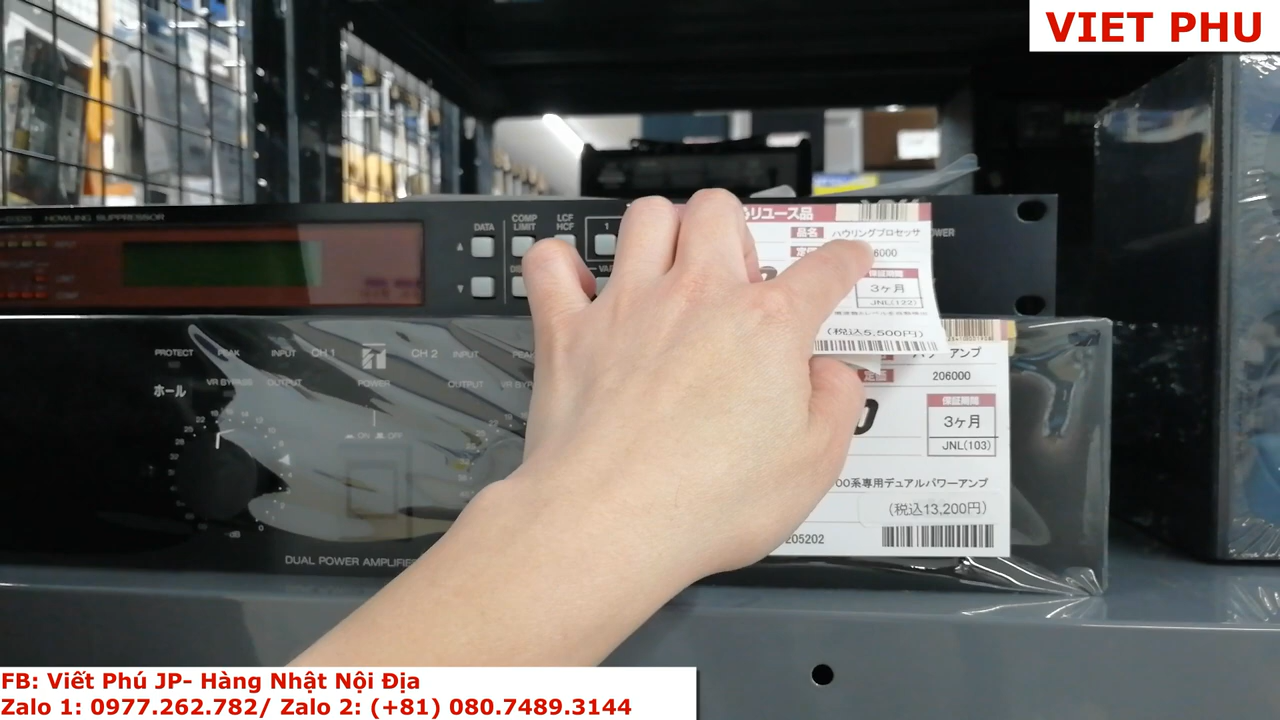 VIET PHU
HOWLING SUPPRESSOR
DATA
COMP
LIMIT
LCF
HCF
1
リユース品
品名 ハウリングプロセッサ
6000
保証期間
3ヶ月
JNL(122)
(税込5,500円)
PROTECT PEAK INPUT CH 1 CH 2 INPUT PEAK
VR BYPASS OUTPUT POWER OUTPUT
ホール
ON OFF
-dB
DUAL POWER AMPLIFIER
アンプ
定価 206000
保証期間
3ヶ月
JNL(103)
00系専用デュアルパワーアンプ
(税込13,200円)
205202
FB: Viết Phú JP- Hàng Nhật Nội Địa
Zalo 1: 0977.262.782/ Zalo 2: (+81) 080.7489.3144